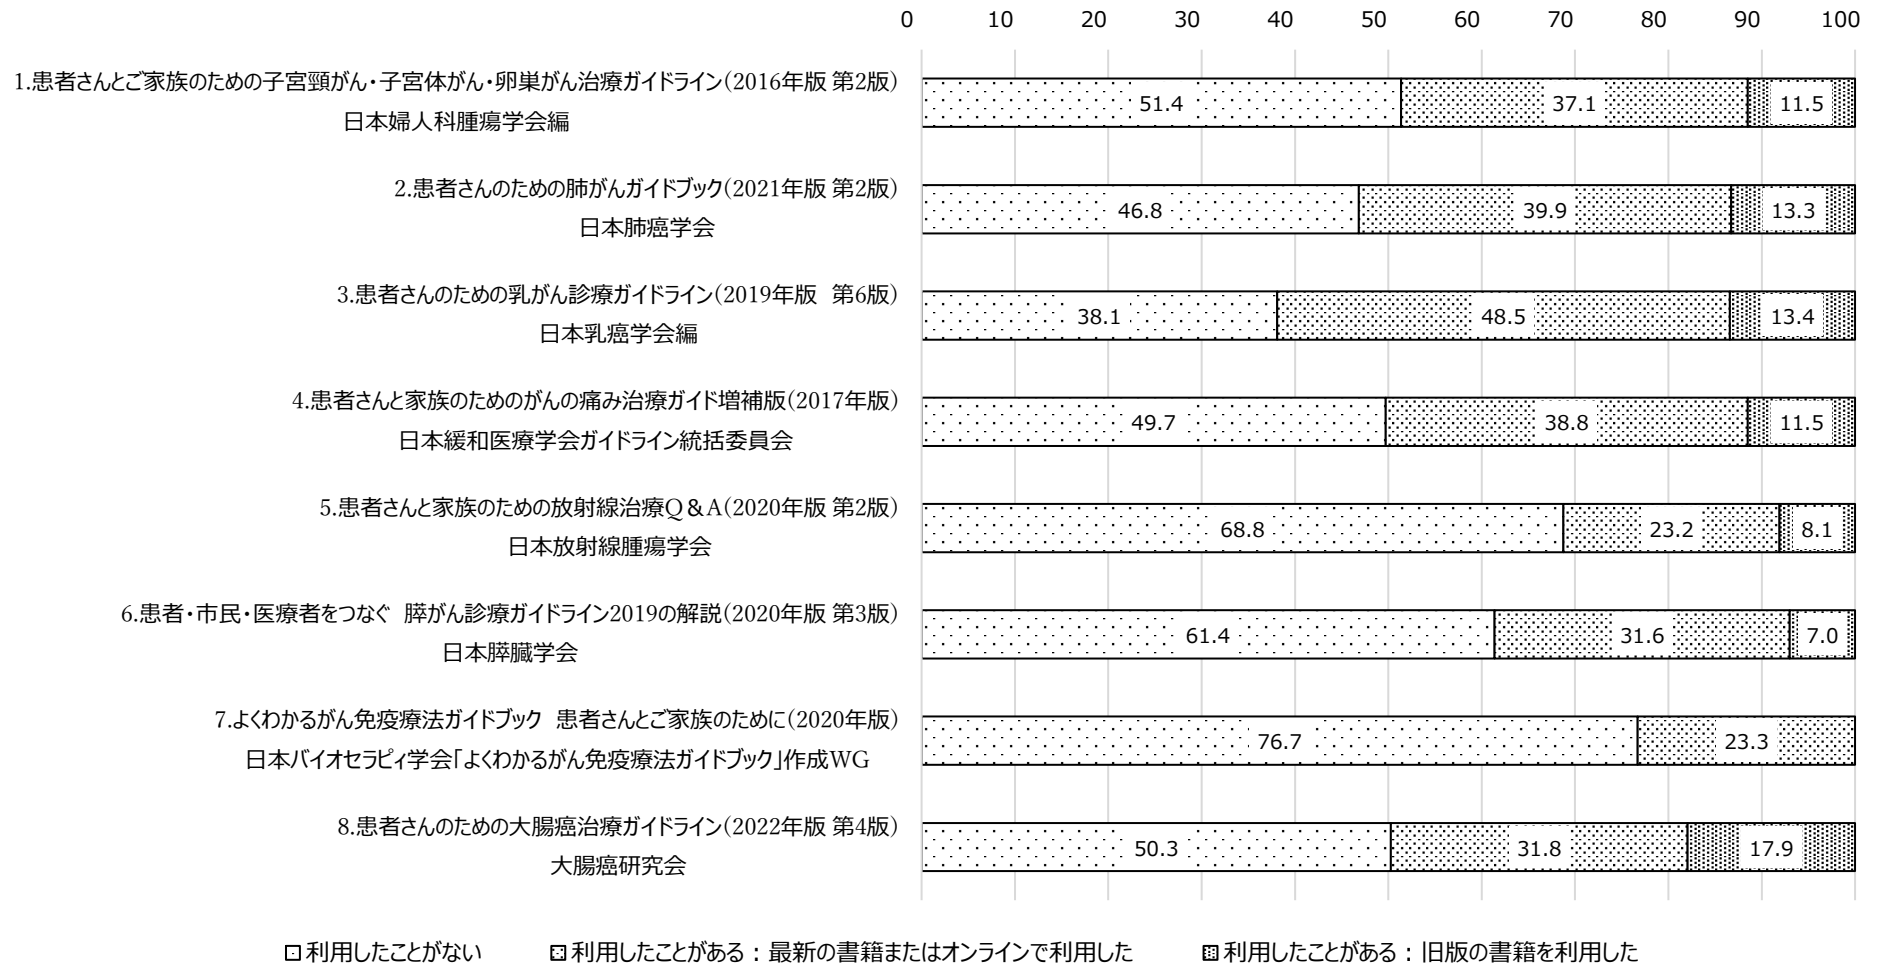 0 10 20 30 40 50 60 70 80 90 100
1.患者さんとご家族のための子宮頸がん・子宮体がん・卵巣がん治療ガイドライン(2016年版 第2版)
日本婦人科腫瘍学会編
51.4 37.1 11.5
2.患者さんのための肺がんガイドブック(2021年版 第2版)
日本肺癌学会
46.8 39.9 13.3
3.患者さんのための乳がん診療ガイドライン(2019年版　第6版)
日本乳癌学会編
38.1 48.5 13.4
4.患者さんと家族のためのがんの痛み治療ガイド増補版(2017年版)
日本緩和医療学会ガイドライン統括委員会
49.7 38.8 11.5
5.患者さんと家族のための放射線治療Q＆A(2020年版 第2版)
日本放射線腫瘍学会
68.8 23.2 8.1
6.患者・市民・医療者をつなぐ　膵がん診療ガイドライン2019の解説(2020年版 第3版)
日本膵臓学会
61.4 31.6 7.0
7.よくわかるがん免疫療法ガイドブック　患者さんとご家族のために(2020年版)
日本バイオセラピィ学会「よくわかるがん免疫療法ガイドブック」作成WG
76.7 23.3
8.患者さんのための大腸癌治療ガイドライン(2022年版 第4版)
大腸癌研究会
50.3 31.8 17.9
利用したことがない 利用したことがある：最新の書籍またはオンラインで利用した 利用したことがある：旧版の書籍を利用した